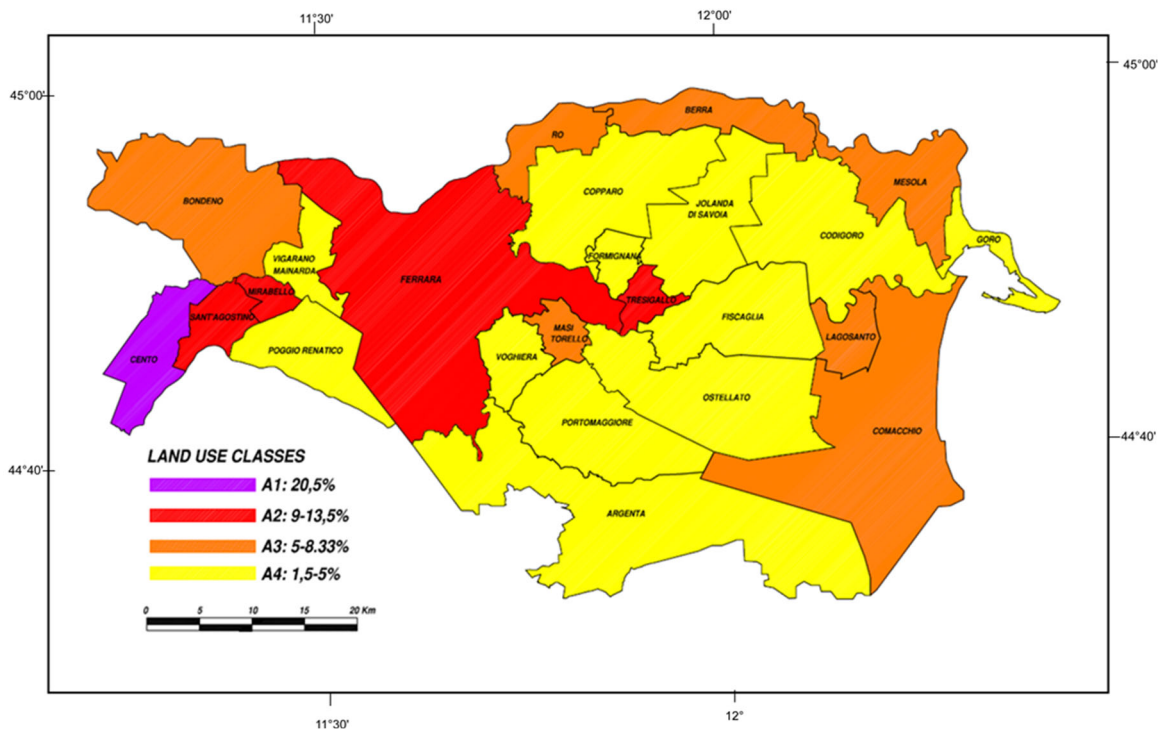 11°30'
12°00'
45°00'
45°00'
BERRA
RO
MESOLA
COPPARO
BONDENO
JOLANDA
DI SAVOIA
CODIGORO
GORO
VIGARANO
MAINARDA
FORMIGNANA
FERRARA
MIRABELLO
TRESIGALLO
SANT'AGOSTINO
FISCAGLIA
MASI
TORELLO
LAGOSANTO
POGGIO RENATICO
VOGHIERA
CENTO
OSTELLATO
PORTOMAGGIORE
COMACCHIO
44°40'
44°40'
ARGENTA
LAND USE CLASSES
A1: 20,5%
A2: 9-13,5%
A3: 5-8.33%
A4: 1,5-5%
0 5 10 15 20 Km
11°30'
12°